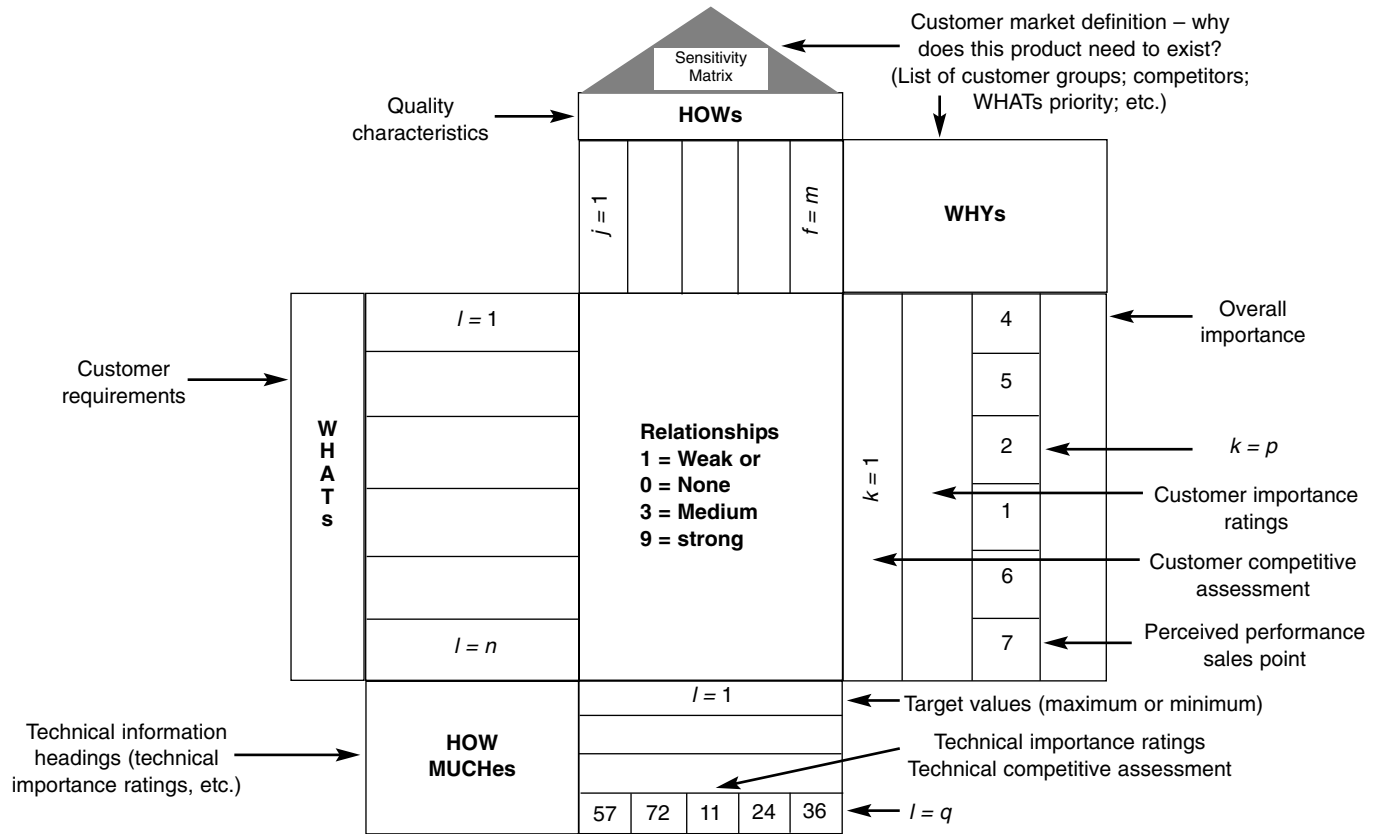 Customer market definition – why
does this product need to exist?
(List of customer groups; competitors;
WHATs priority; etc.)
Sensitivity
Matrix
Quality
characteristics
HOWs
j = 1
f = m
WHYs
l = 1
4
Overall
importance
Customer
requirements
5
W
H
A
T
s
Relationships
1 = Weak or
0 = None
3 = Medium
9 = strong
k = 1
2
k = p
1
Customer importance
ratings
6
Customer competitive
assessment
l = n
7
Perceived performance
sales point
l = 1
Target values (maximum or minimum)
Technical information
headings (technical
importance ratings, etc.)
HOW
MUCHes
Technical importance ratings
Technical competitive assessment
57 72 11 24 36
l = q